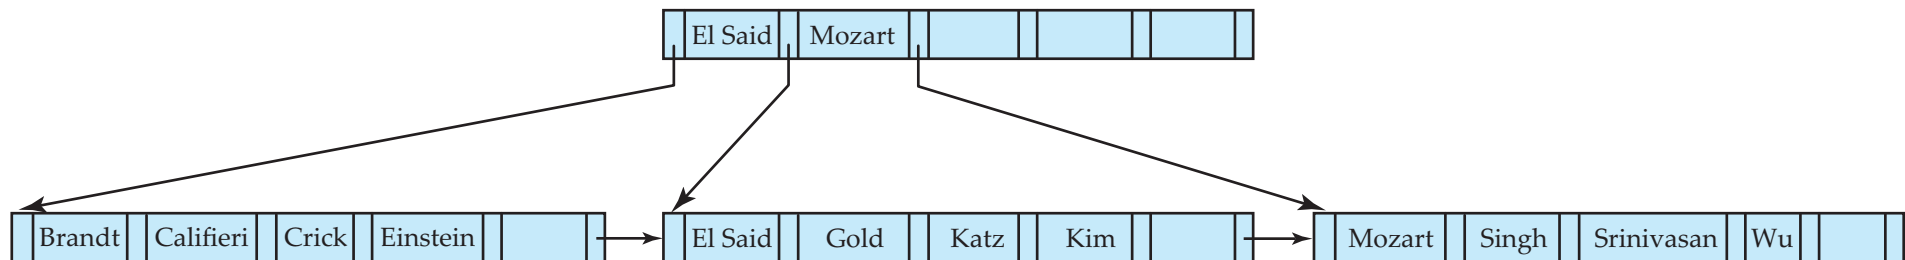 El Said Mozart
Brandt Califieri Crick Einstein El Said Gold Katz Kim Mozart Singh Srinivasan Wu